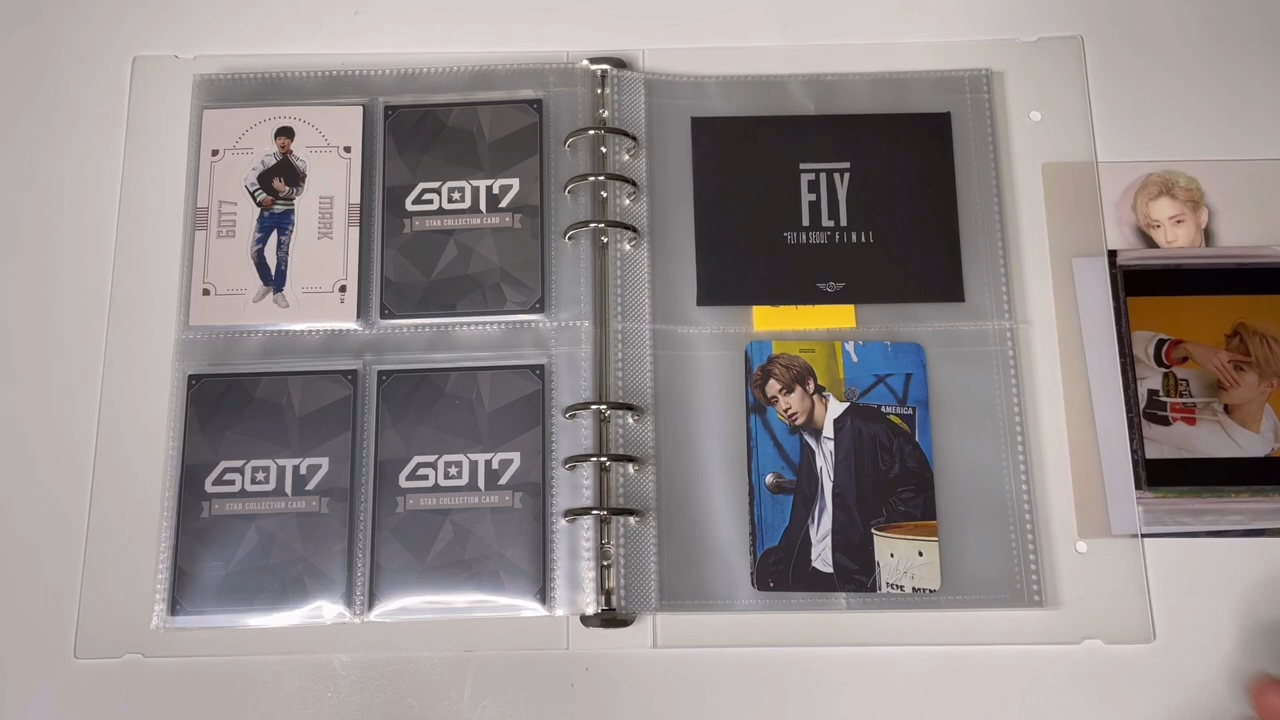 GOT7
MARK
GOT7
STAR COLLECTION CARD
GOT7
STAR COLLECTION CARD
GOT7
STAR COLLECTION CARD
FLY
"FLY IN SEOUL" FINAL
AMERICA